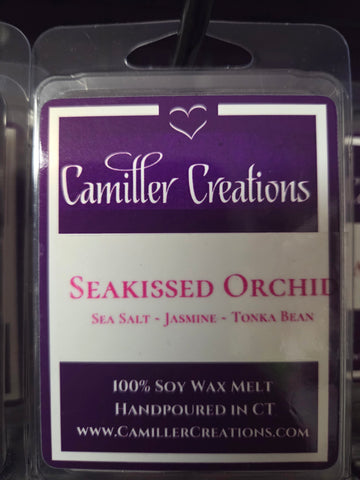 Camiller Creations
Seakissed Orchid
Sea Salt - Jasmine - Tonka Bean
100% Soy Wax Melt
Handpoured in CT
www.CamillerCreations.com